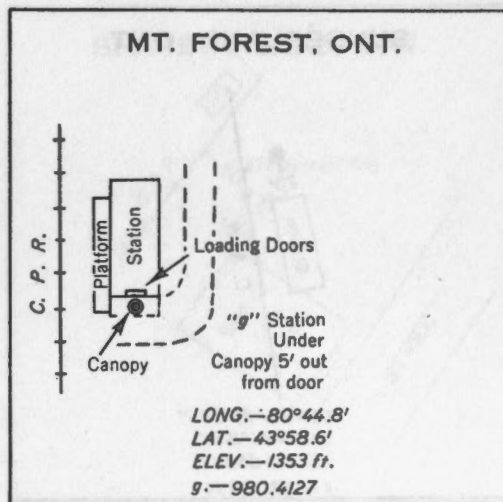 MT. FOREST, ONT.
C. P. R.
Platform
Station
Loading Doors
Canopy
"g" Station
Under
Canopy 5' out
from door
LONG.—80°44.8'
LAT.—43°58.6'
ELEV.—1353 ft.
g.—980.4127